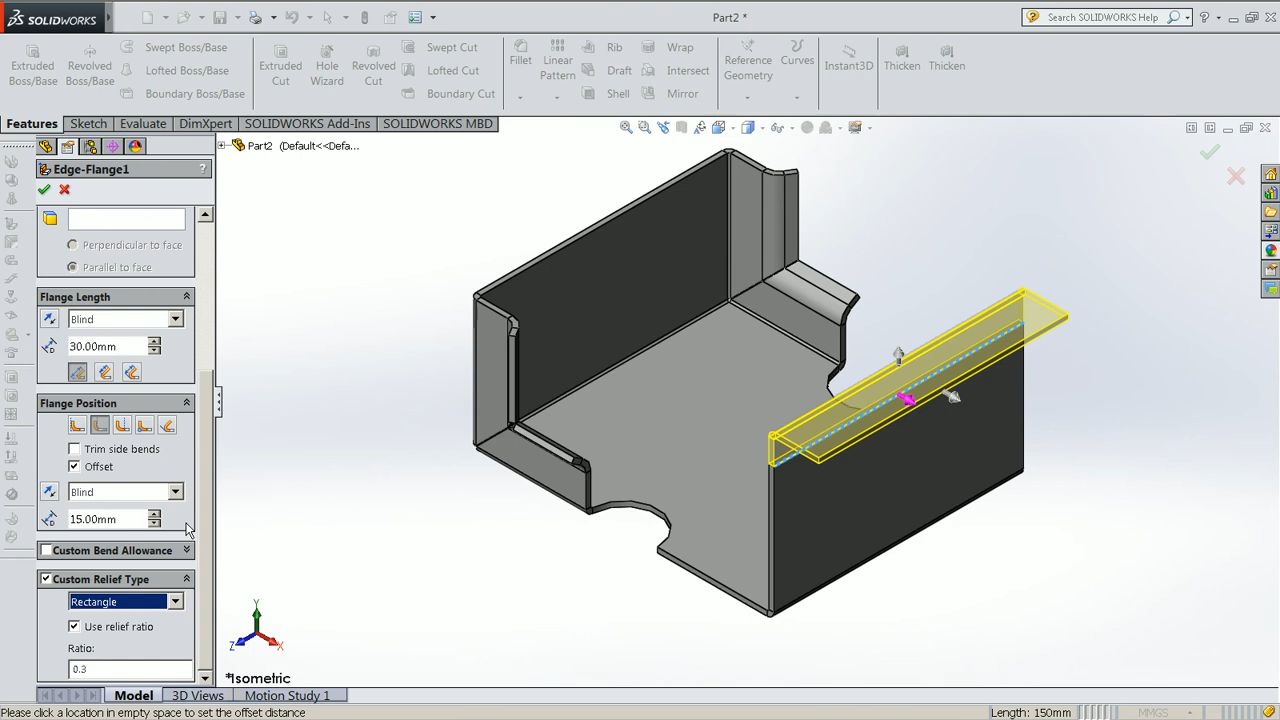 SOLIDWORKS
Part2 *
Search SOLIDWORKS Help
?
Extruded Boss/Base
Revolved Boss/Base
Swept Boss/Base
Lofted Boss/Base
Boundary Boss/Base
Extruded Cut
Hole Wizard
Revolved Cut
Swept Cut
Lofted Cut
Boundary Cut
Fillet
Linear Pattern
Rib
Draft
Shell
Wrap
Intersect
Mirror
Reference Geometry
Curves
Instant3D
Thicken
Thicken
Features
Sketch
Evaluate
DimXpert
SOLIDWORKS Add-Ins
SOLIDWORKS MBD
Part2 (Default<<Defa...
Edge-Flange1
?
Perpendicular to face
Parallel to face
Flange Length
Blind
30.00mm
Flange Position
Trim side bends
Offset
Blind
15.00mm
Custom Bend Allowance
Custom Relief Type
Rectangle
Use relief ratio
Ratio:
0.3
Y
Z
X
*Isometric
Model
3D Views
Motion Study 1
Please click a location in empty space to set the offset distance
Length: 150mm
MMGS